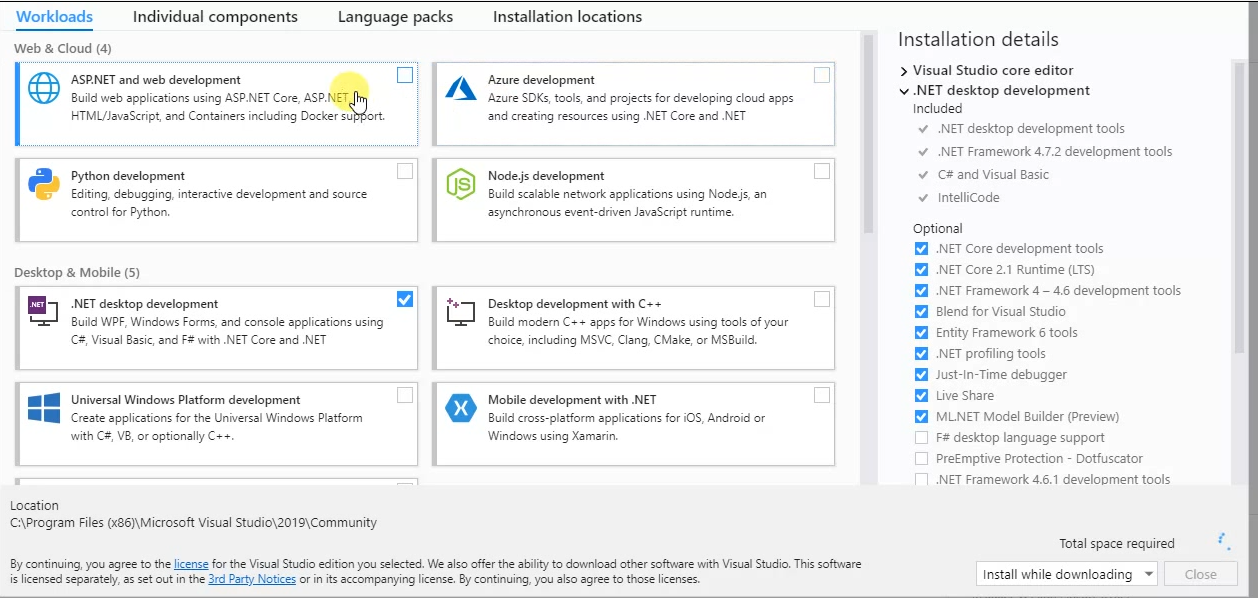 Workloads
Individual components
Language packs
Installation locations
Web & Cloud (4)
ASP.NET and web development
Build web applications using ASP.NET Core, ASP.NET
HTML/JavaScript, and Containers including Docker support.
Azure development
Azure SDKs, tools, and projects for developing cloud apps
and creating resources using .NET Core and .NET
Python development
Editing, debugging, interactive development and source
control for Python.
JS
Node.js development
Build scalable network applications using Node.js, an
asynchronous event-driven JavaScript runtime.
Desktop & Mobile (5)
.NET
.NET desktop development
Build WPF, Windows Forms, and console applications using
C#, Visual Basic, and F# with .NET Core and .NET
Desktop development with C++
Build modern C++ apps for Windows using tools of your
choice, including MSVC, Clang, CMake, or MSBuild.
Universal Windows Platform development
Create applications for the Universal Windows Platform
with C#, VB, or optionally C++.
Mobile development with .NET
Build cross-platform applications for iOS, Android or
Windows using Xamarin.
Installation details
Visual Studio core editor
.NET desktop development
Included
.NET desktop development tools
.NET Framework 4.7.2 development tools
C# and Visual Basic
IntelliCode
Optional
.NET Core development tools
.NET Core 2.1 Runtime (LTS)
.NET Framework 4 – 4.6 development tools
Blend for Visual Studio
Entity Framework 6 tools
.NET profiling tools
Just-In-Time debugger
Live Share
ML.NET Model Builder (Preview)
F# desktop language support
PreEmptive Protection - Dotfuscator
.NET Framework 4.6.1 development tools
Location
C:\Program Files (x86)\Microsoft Visual Studio\2019\Community
Total space required
By continuing, you agree to the license for the Visual Studio edition you selected. We also offer the ability to download other software with Visual Studio. This software
is licensed separately, as set out in the 3rd Party Notices or in its accompanying license. By continuing, you also agree to those licenses.
Install while downloading
Close